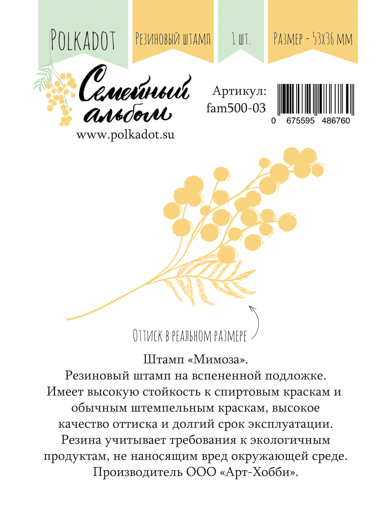 Polkadot
Резиновый штамп
1 шт.
Размер - 53х36 мм
Семейный
альбом
www.polkadot.su
Артикул:
fam500-03
0 675595 486760
Оттиск в реальном размере
Штамп «Мимоза».
Резиновый штамп на вспененной подложке.
Имеет высокую стойкость к спиртовым краскам и
обычным штемпельным краскам, высокое
качество оттиска и долгий срок эксплуатации.
Резина учитывает требования к экологичным
продуктам, не наносящим вред окружающей среде.
Производитель ООО «Арт-Хобби».